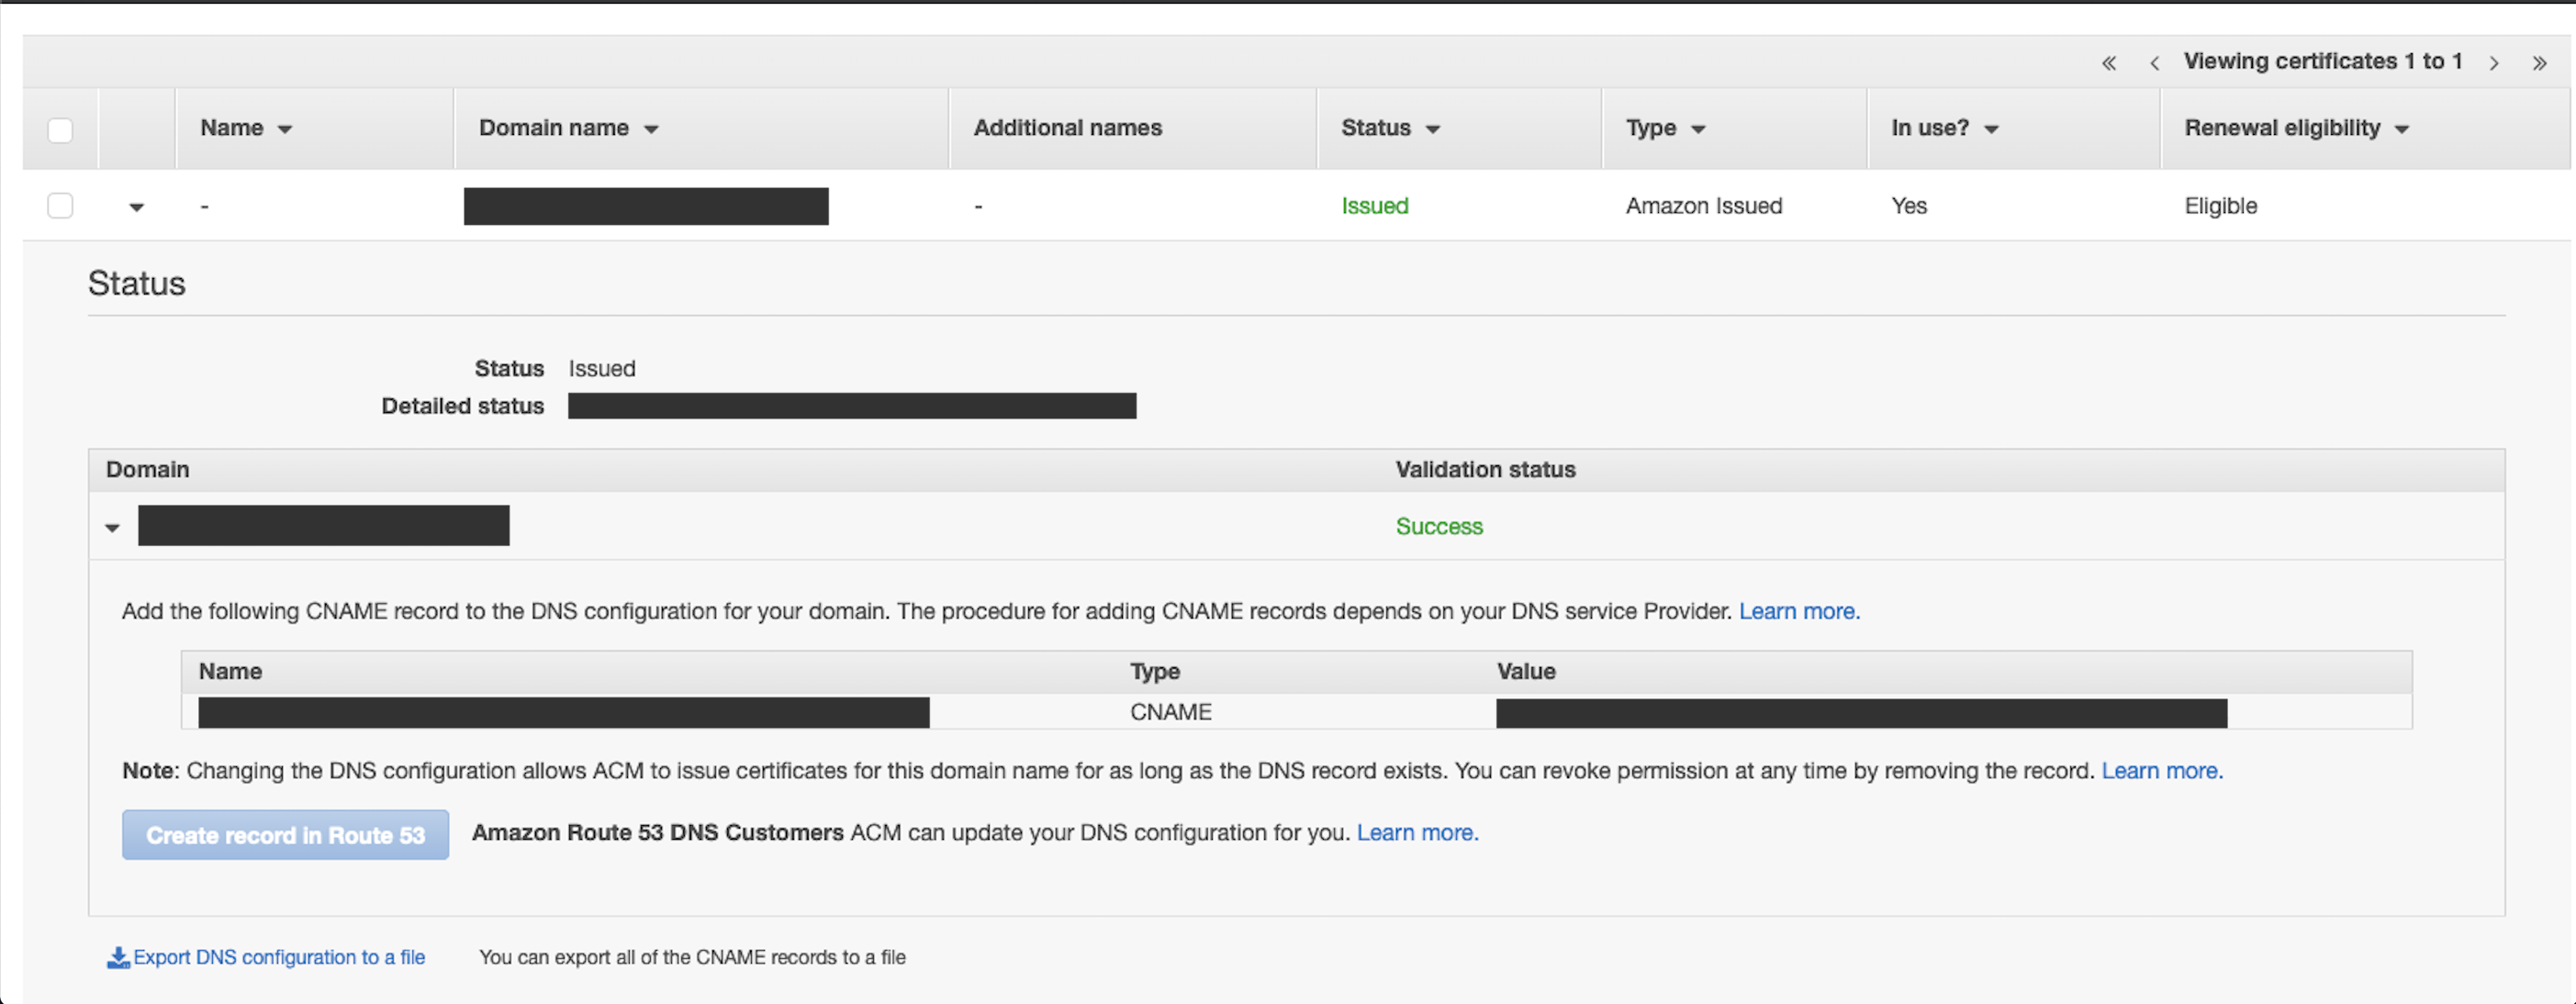 Viewing certificates 1 to 1
Name Domain name Additional names Status Type In use? Renewal eligibility
- - Issued Amazon Issued Yes Eligible
Status
Status Issued
Detailed status
Domain Validation status
Success
Add the following CNAME record to the DNS configuration for your domain. The procedure for adding CNAME records depends on your DNS service Provider. Learn more.
Name Type Value
CNAME
Note: Changing the DNS configuration allows ACM to issue certificates for this domain name for as long as the DNS record exists. You can revoke permission at any time by removing the record. Learn more.
Create record in Route 53 Amazon Route 53 DNS Customers ACM can update your DNS configuration for you. Learn more.
Export DNS configuration to a file You can export all of the CNAME records to a file